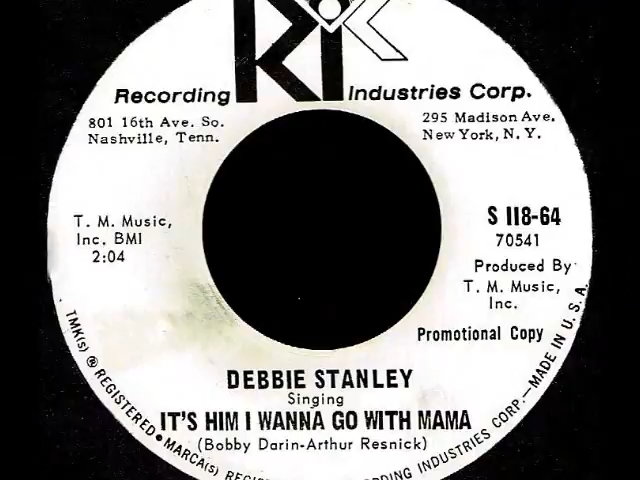 RIC
Recording Industries Corp.
801 16th Ave. So.
Nashville, Tenn.
295 Madison Ave.
New York, N. Y.
T. M. Music,
Inc. BMI
2:04
S 118-64
70541
Produced By
T. M. Music,
Inc.
Promotional Copy
DEBBIE STANLEY
Singing
IT'S HIM I WANNA GO WITH MAMA
(Bobby Darin-Arthur Resnick)
TMK(s) ® REGISTERED • MARCA(s) INDUSTRIES CORP.—MADE IN U. S. A.